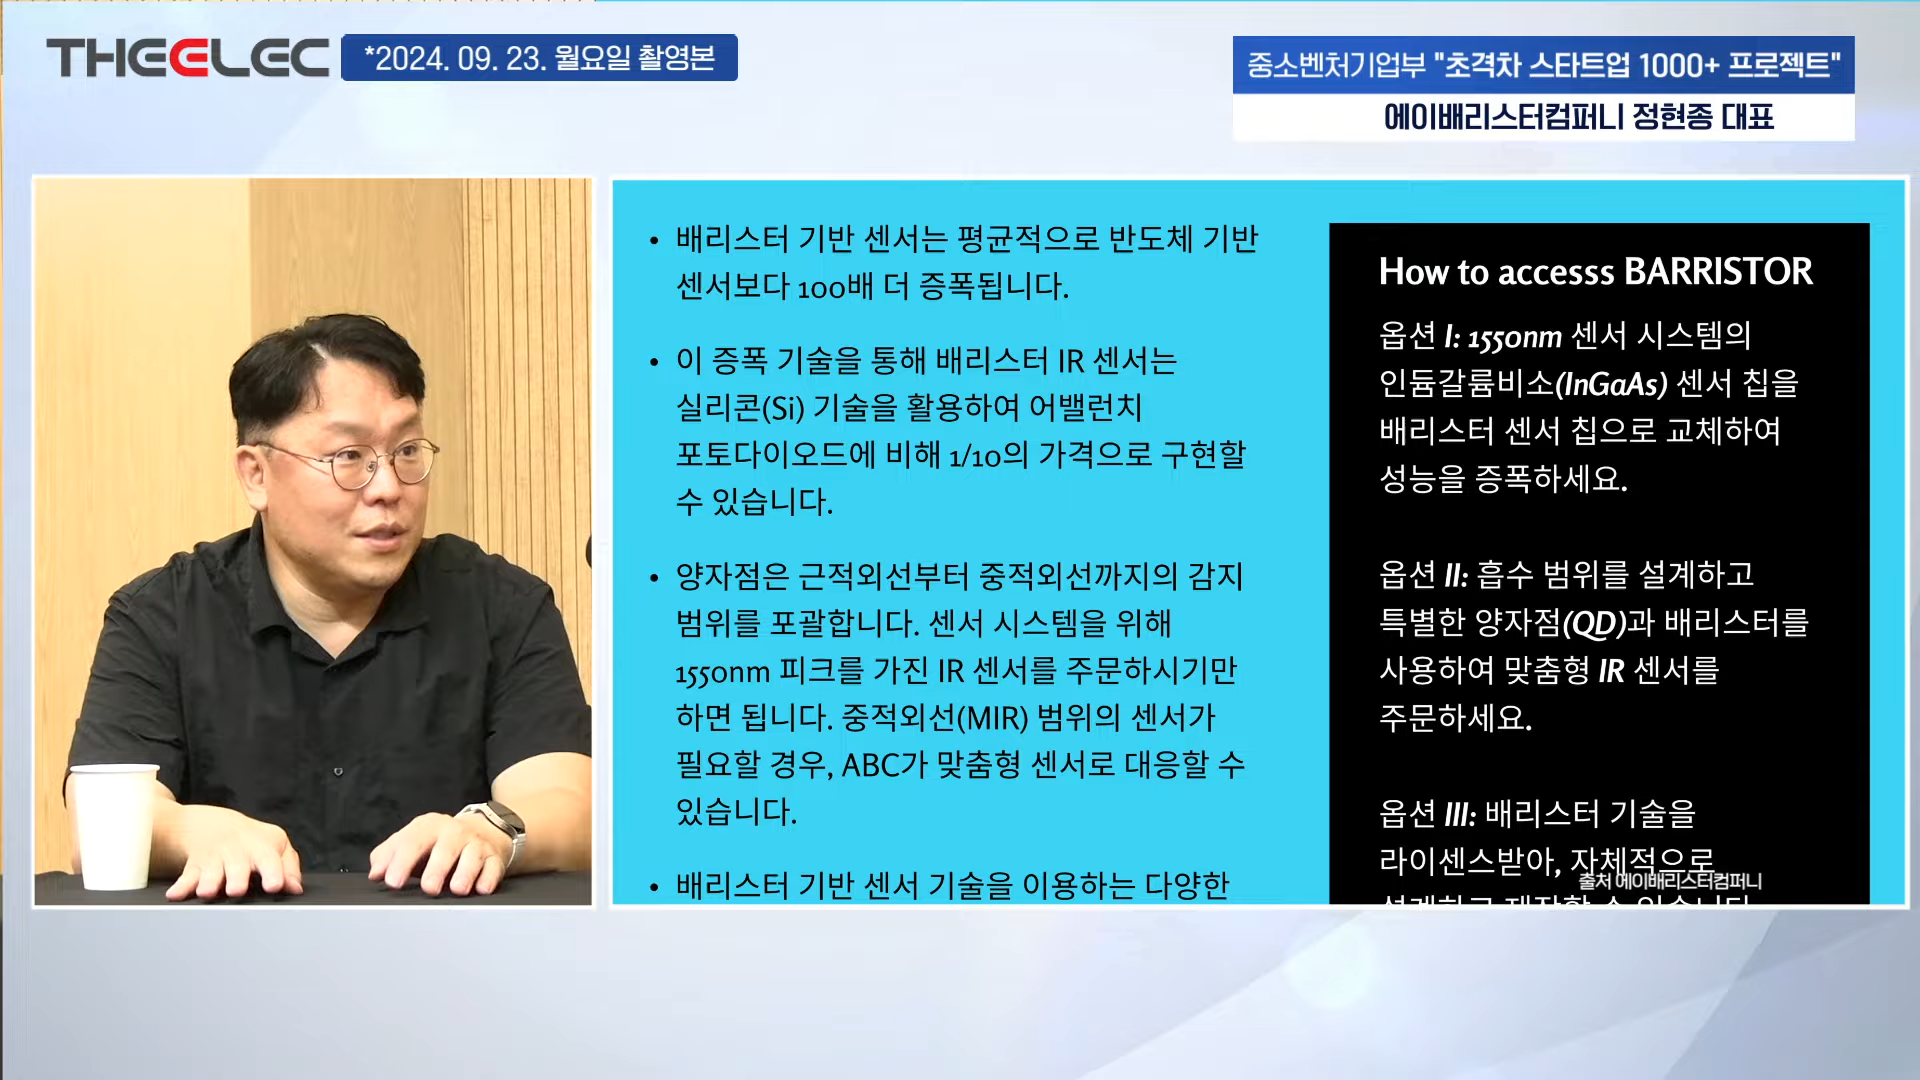 THEELEC
*2024. 09. 23. 월요일 촬영본
중소벤처기업부 "초격차 스타트업 1000+ 프로젝트"
에이배리스터컴퍼니 정현종 대표
• 배리스터 기반 센서는 평균적으로 반도체 기반
센서보다 100배 더 증폭됩니다.
• 이 증폭 기술을 통해 배리스터 IR 센서는
실리콘(Si) 기술을 활용하여 어밸런치
포토다이오드에 비해 1/10의 가격으로 구현할
수 있습니다.
• 양자점은 근적외선부터 중적외선까지의 감지
범위를 포괄합니다. 센서 시스템을 위해
1550nm 피크를 가진 IR 센서를 주문하시기만
하면 됩니다. 중적외선(MIR) 범위의 센서가
필요할 경우, ABC가 맞춤형 센서로 대응할 수
있습니다.
• 배리스터 기반 센서 기술을 이용하는 다양한
How to accesss BARRISTOR
옵션 I: 1550nm 센서 시스템의
인듐갈륨비소(InGaAs) 센서 칩을
배리스터 센서 칩으로 교체하여
성능을 증폭하세요.
옵션 II: 흡수 범위를 설계하고
특별한 양자점(QD)과 배리스터를
사용하여 맞춤형 IR 센서를
주문하세요.
옵션 III: 배리스터 기술을
라이센스받아, 자체적으로
출처 에이배리스터컴퍼니